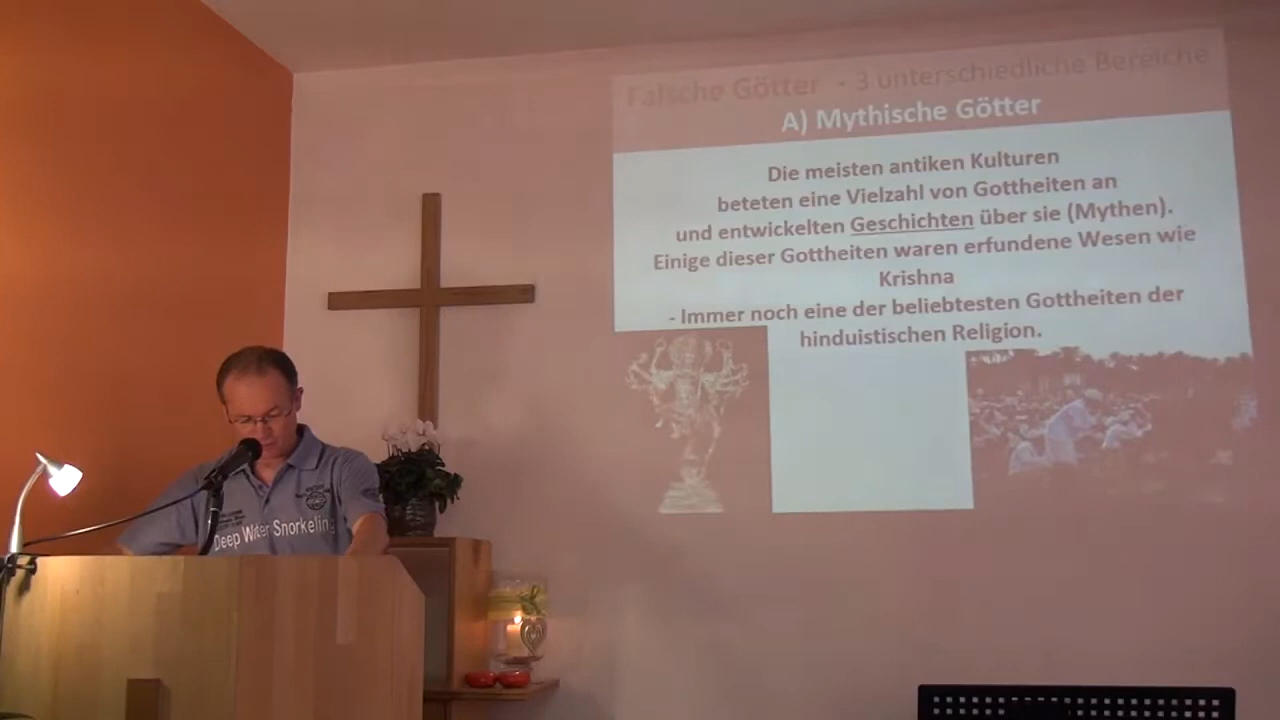 Falsche Götter - 3 unterschiedliche Bereiche
A) Mythische Götter
Die meisten antiken Kulturen
beteten eine Vielzahl von Gottheiten an
und entwickelten Geschichten über sie (Mythen).
Einige dieser Gottheiten waren erfundene Wesen wie
Krishna
- Immer noch eine der beliebtesten Gottheiten der
hinduistischen Religion.
Deep Water Snorkeling